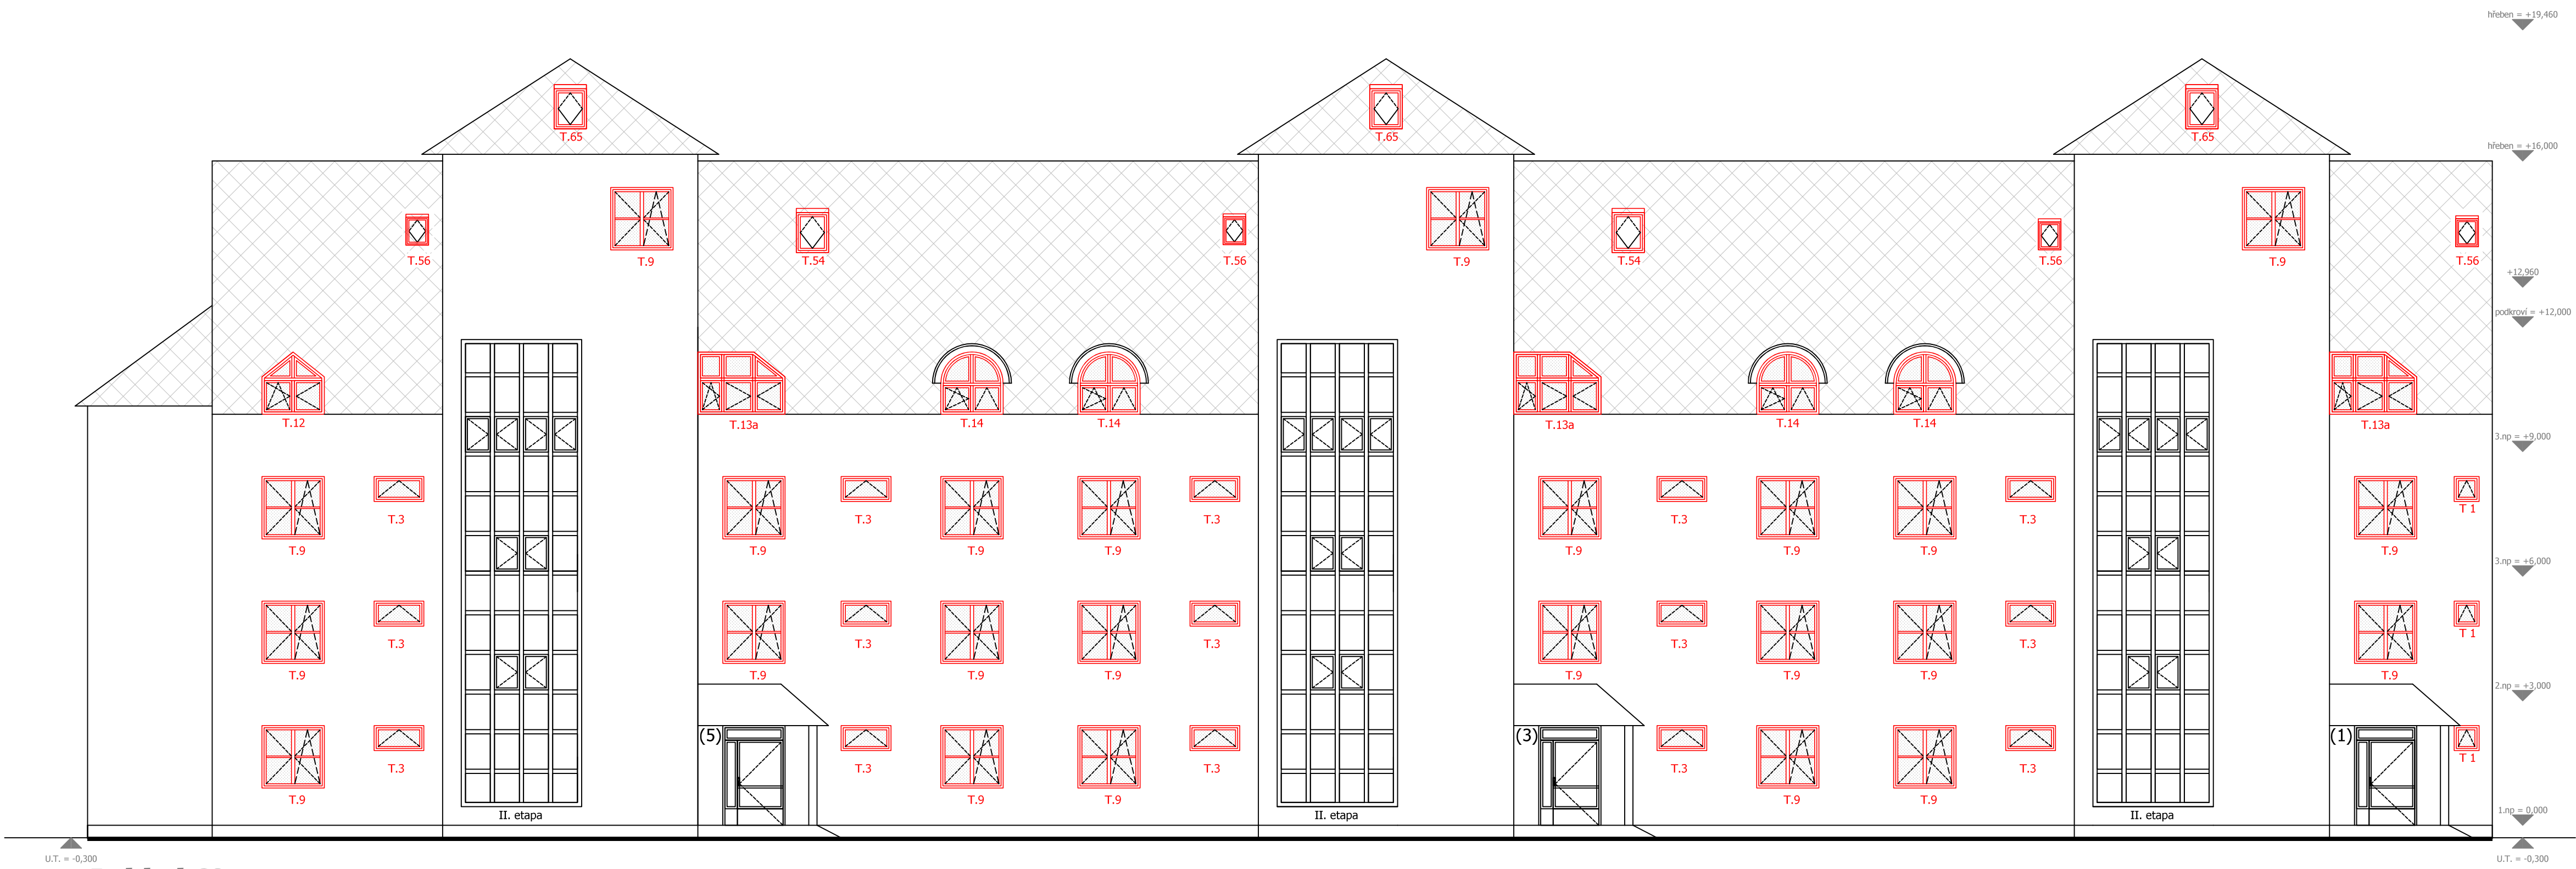 hřeben = +19,460
T.65 T.65 T.65
hřeben = +16,000
T.56 T.9 T.54 T.56 T.9 T.54 T.56 T.9 T.56
+12,960
podkroví = +12,000
T.12 T.13a T.14 T.14 T.13a T.14 T.14 T.13a
3.np = +9,000
T.3 T.3 T.3 T.3 T.3 T 1
T.9 T.9 T.9 T.9 T.9 T.9 T.9 T.9
3.np = +6,000
T.3 T.3 T.3 T.3 T.3 T 1
T.9 T.9 T.9 T.9 T.9 T.9 T.9 T.9
2.np = +3,000
(5) (3) (1)
T.3 T.3 T.3 T.3 T.3 T 1
T.9 T.9 T.9 T.9 T.9
1.np = 0,000
II. etapa II. etapa II. etapa
U.T. = -0,300 U.T. = -0,300